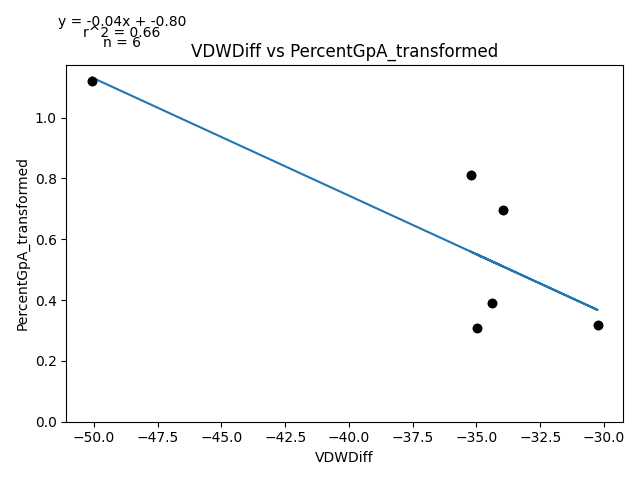 y = -0.04x + -0.80
r^2 = 0.66
n = 6
VDWDiff vs PercentGpA_transformed
PercentGpA_transformed
1.0
0.8
0.6
0.4
0.2
0.0
−50.0 −47.5 −45.0 −42.5 −40.0 −37.5 −35.0 −32.5 −30.0
VDWDiff